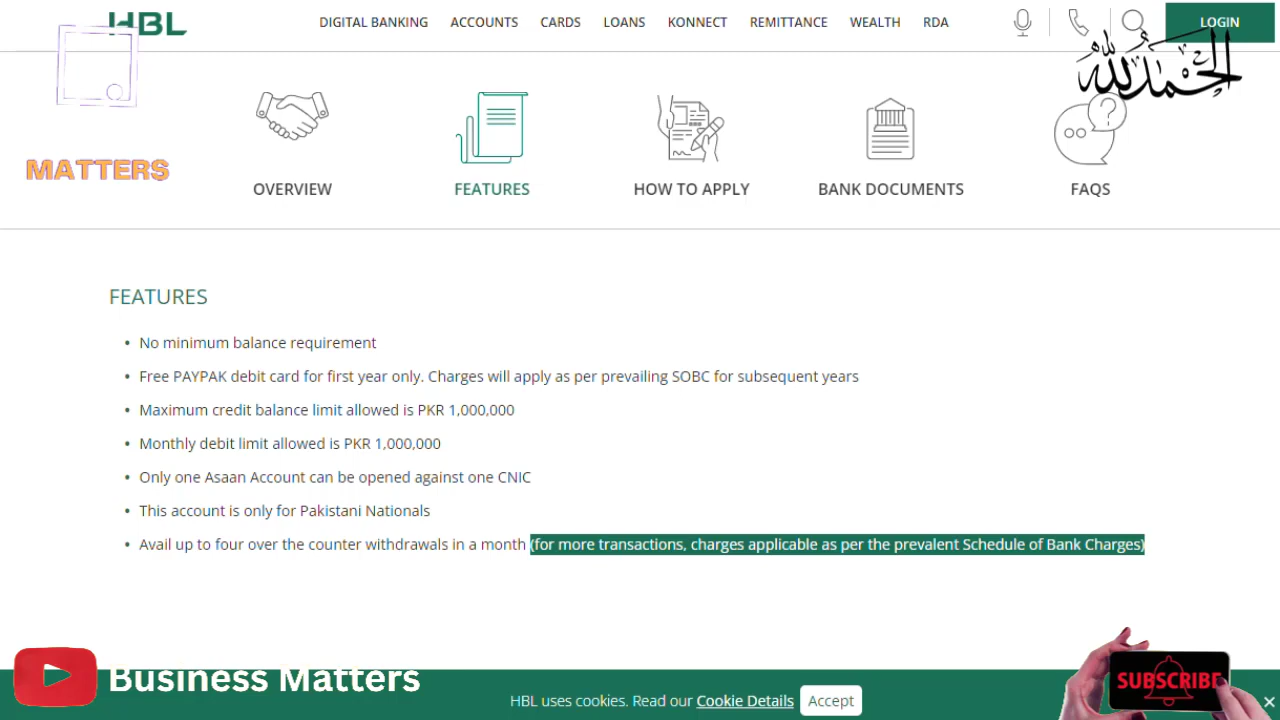 HBL
DIGITAL BANKING ACCOUNTS CARDS LOANS KONNECT REMITTANCE WEALTH RDA LOGIN
الحمد لله
MATTERS
OVERVIEW FEATURES HOW TO APPLY BANK DOCUMENTS FAQS
FEATURES
• No minimum balance requirement
• Free PAYPAK debit card for first year only. Charges will apply as per prevailing SOBC for subsequent years
• Maximum credit balance limit allowed is PKR 1,000,000
• Monthly debit limit allowed is PKR 1,000,000
• Only one Asaan Account can be opened against one CNIC
• This account is only for Pakistani Nationals
• Avail up to four over the counter withdrawals in a month (for more transactions, charges applicable as per the prevalent Schedule of Bank Charges)
Business Matters
SUBSCRIBE
HBL uses cookies. Read our Cookie Details Accept